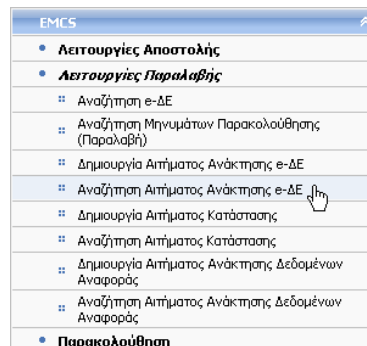 EMCS
Λειτουργίες Αποστολής
Λειτουργίες Παραλαβής
Αναζήτηση e-ΔΕ
Αναζήτηση Μηνυμάτων Παρακολούθησης
(Παραλαβή)
Δημιουργία Αιτήματος Ανάκτησης e-ΔΕ
Αναζήτηση Αιτήματος Ανάκτησης e-ΔΕ
Δημιουργία Αιτήματος Κατάστασης
Αναζήτηση Αιτήματος Κατάστασης
Δημιουργία Αιτήματος Ανάκτησης Δεδομένων
Αναφοράς
Αναζήτηση Αιτήματος Ανάκτησης Δεδομένων
Αναφοράς
Παρακολούθηση